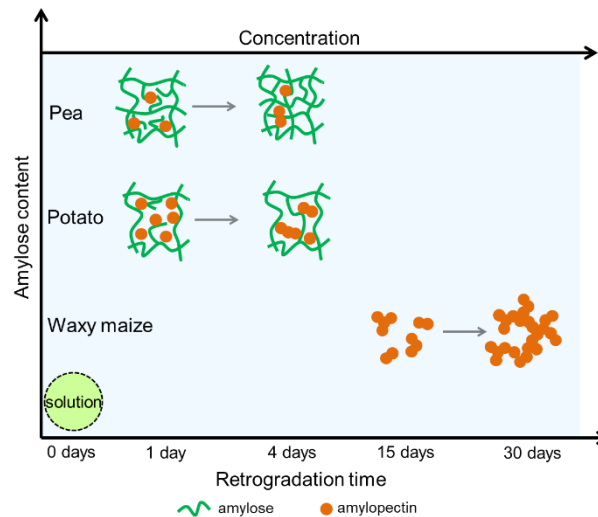 Concentration
Amylose content
Pea
Potato
Waxy maize
solution
0 days 1 day 4 days 15 days 30 days
Retrogradation time
amylose amylopectin